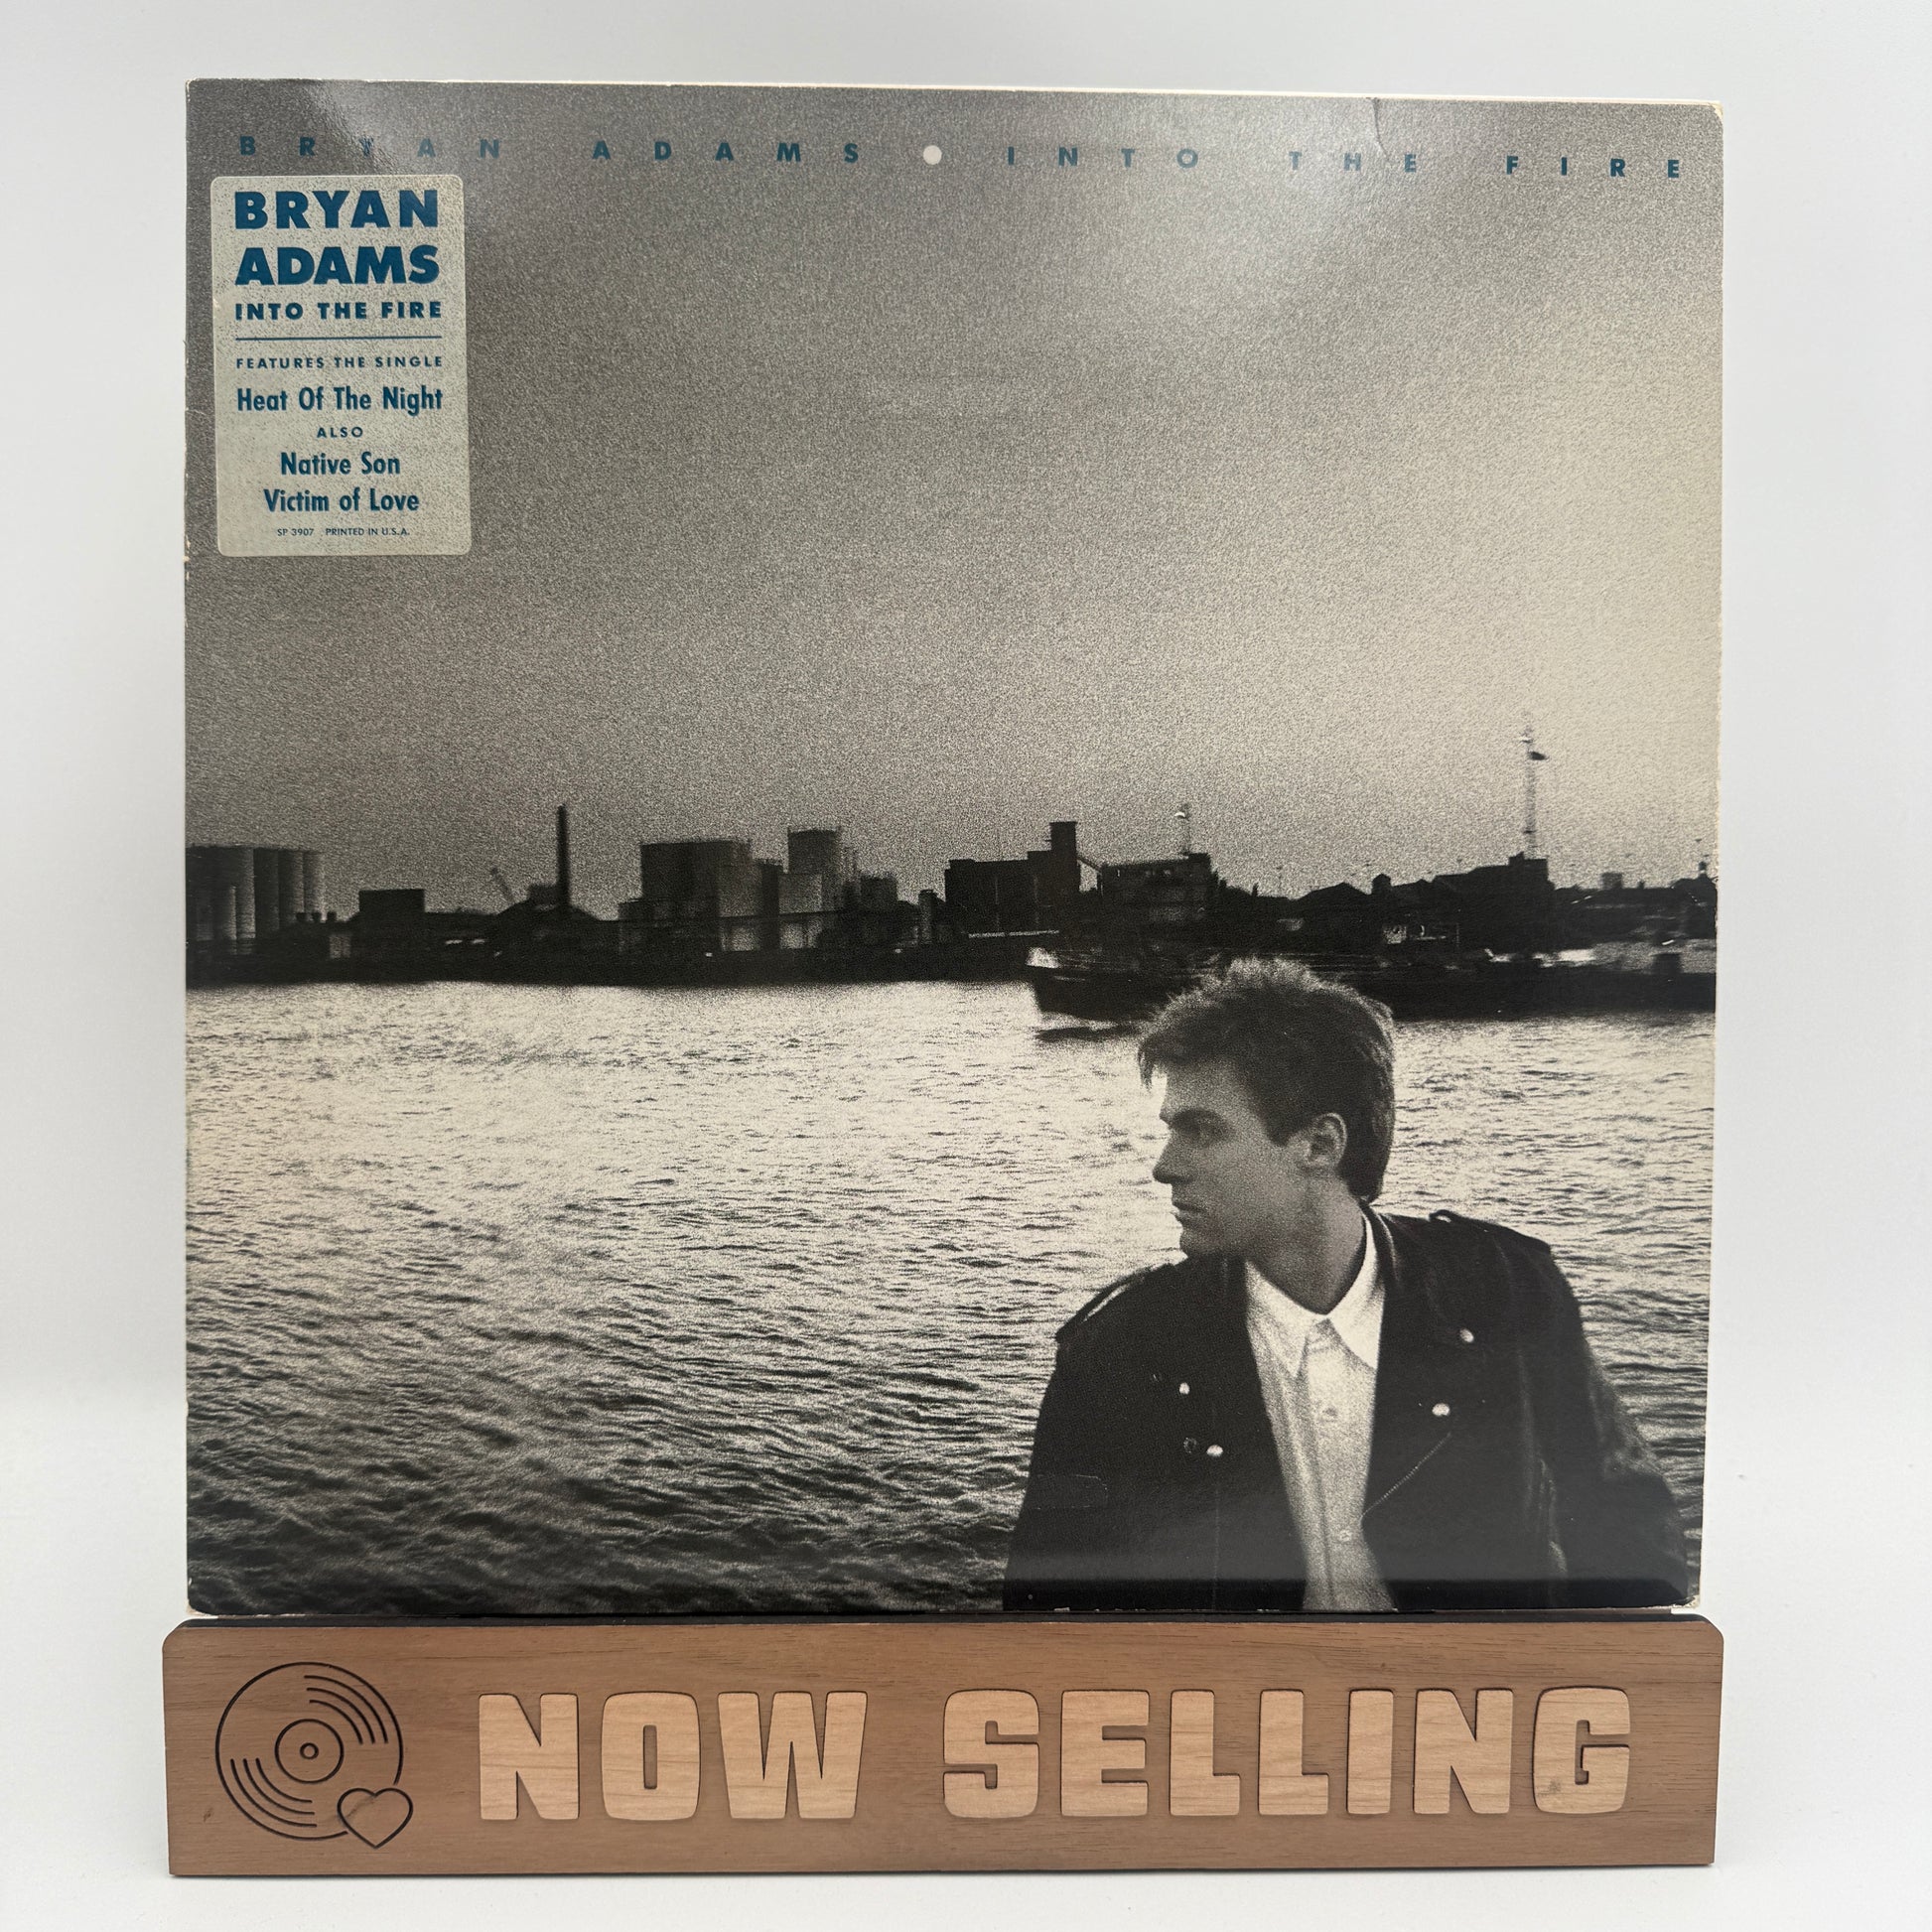 BRYAN ADAMS • INTO THE FIRE
BRYAN
ADAMS
INTO THE FIRE
FEATURES THE SINGLE
Heat Of The Night
ALSO
Native Son
Victim of Love
SP 3907 PRINTED IN U.S.A.
NOW SELLING